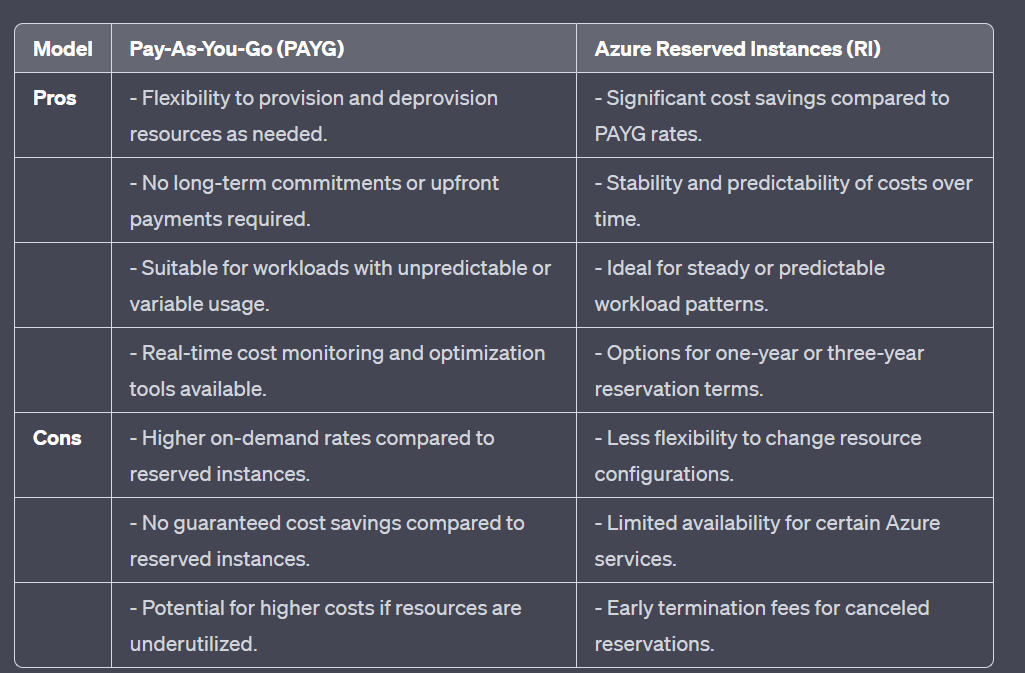 Model Pay-As-You-Go (PAYG) Azure Reserved Instances (RI)
Pros - Flexibility to provision and deprovision - Significant cost savings compared to
resources as needed. PAYG rates.
- No long-term commitments or upfront - Stability and predictability of costs over
payments required. time.
- Suitable for workloads with unpredictable or - Ideal for steady or predictable
variable usage. workload patterns.
- Real-time cost monitoring and optimization - Options for one-year or three-year
tools available. reservation terms.
Cons - Higher on-demand rates compared to - Less flexibility to change resource
reserved instances. configurations.
- No guaranteed cost savings compared to - Limited availability for certain Azure
reserved instances. services.
- Potential for higher costs if resources are - Early termination fees for canceled
underutilized. reservations.